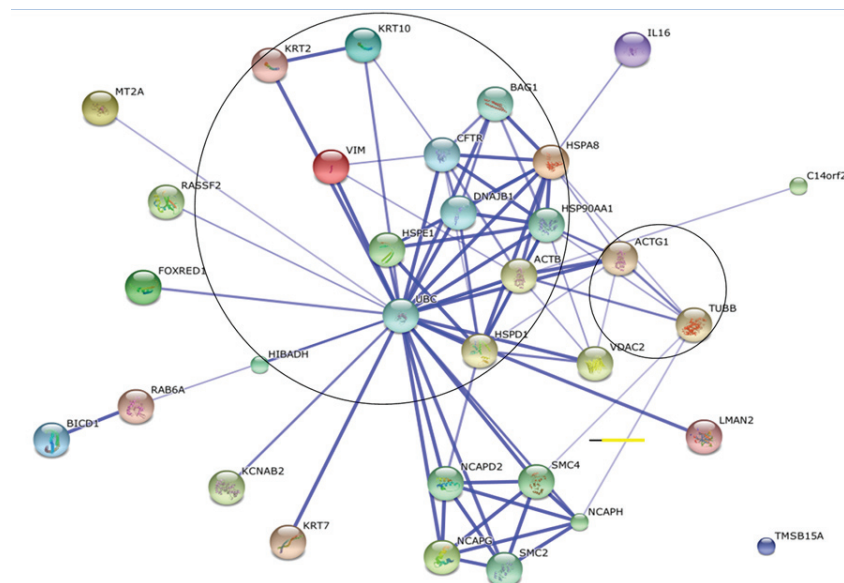 KRT10
KRT2
IL16
MT2A
BAG1
CFTR
HSPA8
VIM
C14orf2
RASSF2
DNAJB1
HSP90AA1
HSPE1
ACTG1
ACTB
FOXRED1
UBC
TUBB
HSPD1
VDAC2
HIBADH
RAB6A
BICD1
LMAN2
KCNAB2
NCAPD2
SMC4
NCAPH
KRT7
NCAPG
SMC2
TMSB15A